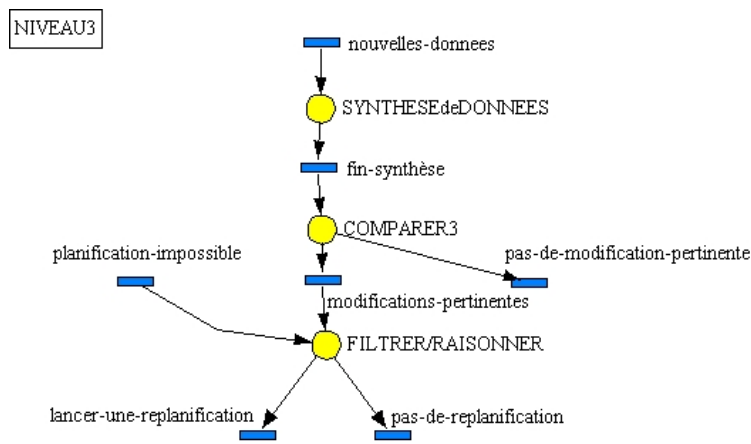 NIVEAU3
nouvelles-donnees
SYNTHESEdeDONNEES
fin-synthèse
COMPARER3
planification-impossible
pas-de-modification-pertinente
modifications-pertinentes
FILTRER/RAISONNER
lancer-une-replanification
pas-de-replanification